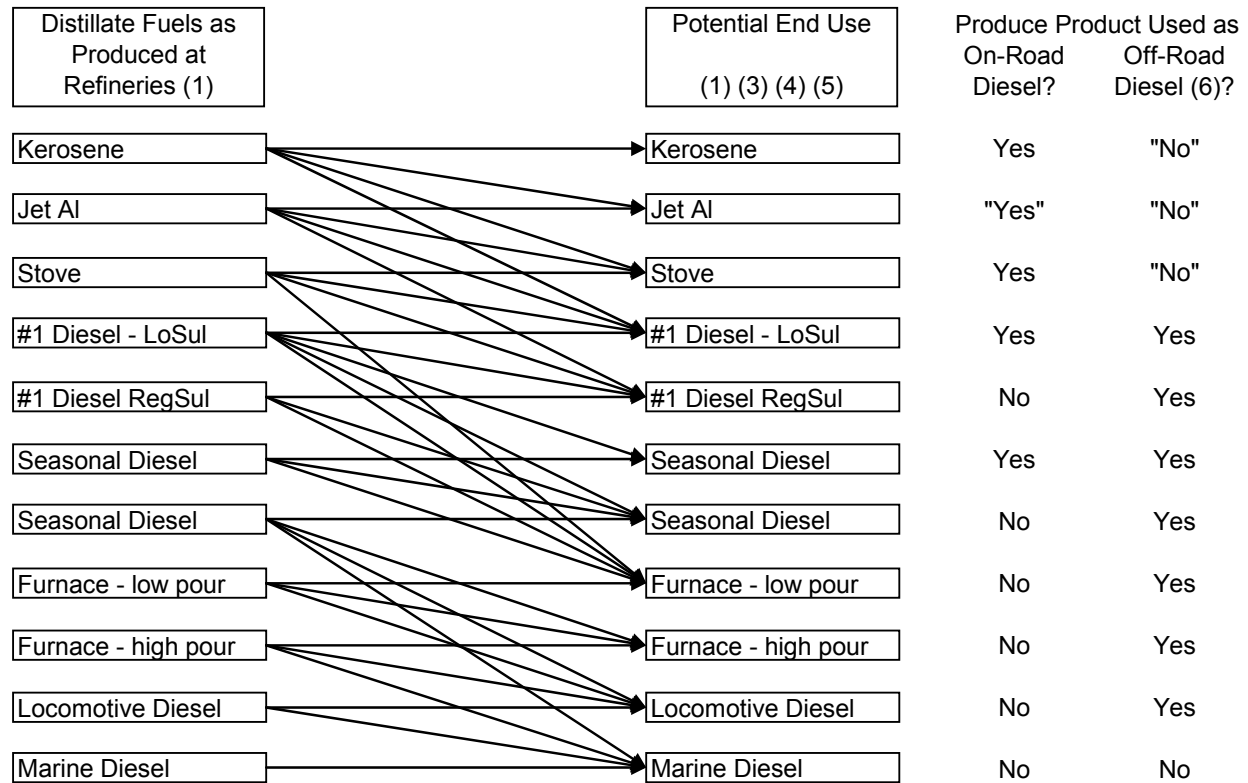 Distillate Fuels as
Produced at
Refineries (1)
Potential End Use
(1) (3) (4) (5)
Produce Product Used as
On-Road Off-Road
Diesel? Diesel (6)?
Kerosene Kerosene Yes "No"
Jet Al Jet Al "Yes" "No"
Stove Stove Yes "No"
#1 Diesel - LoSul #1 Diesel - LoSul Yes Yes
#1 Diesel RegSul #1 Diesel RegSul No Yes
Seasonal Diesel Seasonal Diesel Yes Yes
Seasonal Diesel Seasonal Diesel No Yes
Furnace - low pour Furnace - low pour No Yes
Furnace - high pour Furnace - high pour No Yes
Locomotive Diesel Locomotive Diesel No Yes
Marine Diesel Marine Diesel No No